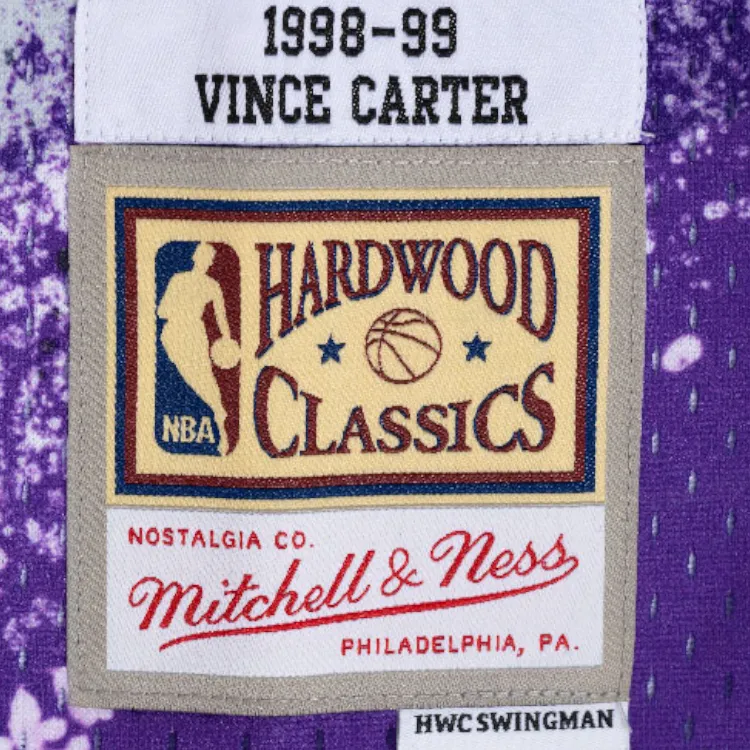 1998-99
VINCE CARTER
HARDWOOD
CLASSICS
NBA
NOSTALGIA CO.
Mitchell & Ness
PHILADELPHIA, PA.
HWC SWINGMAN